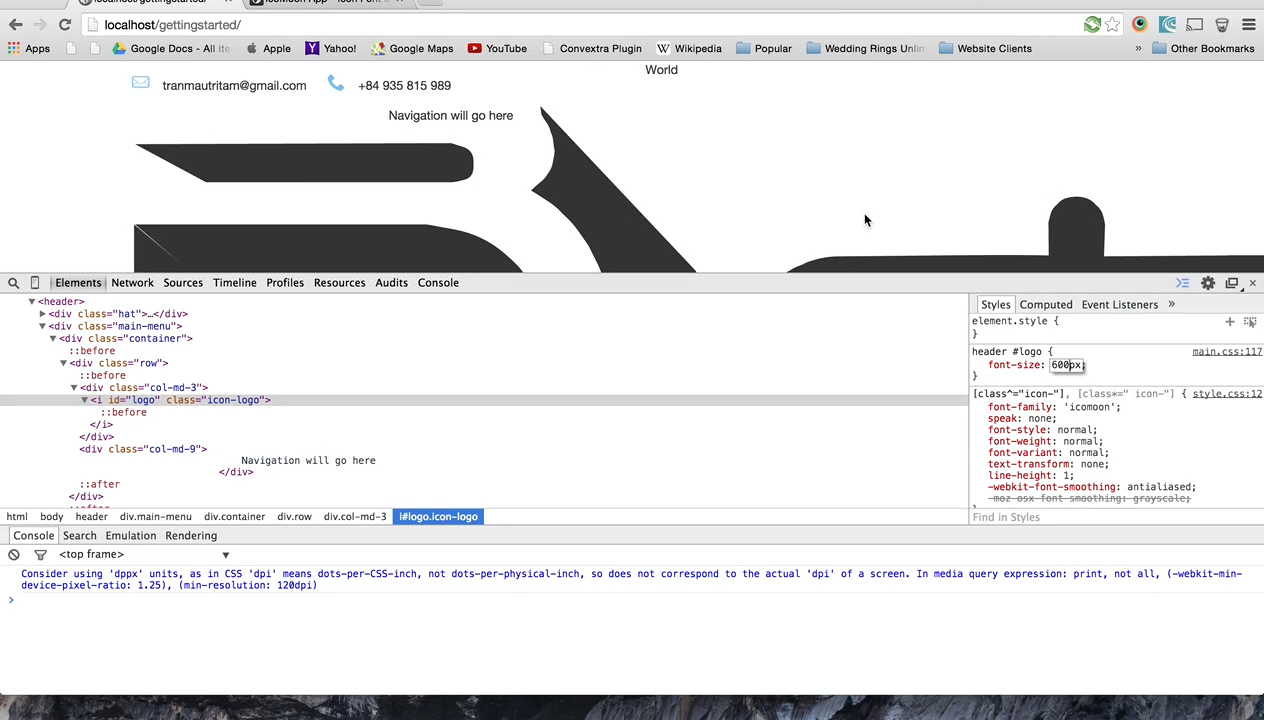 localhost/gettingstarted/
IcoMoon App - Icon Font
localhost/gettingstarted/
Apps
Google Docs - All ite
Apple
Yahoo!
Google Maps
YouTube
Convextra Plugin
Wikipedia
Popular
Wedding Rings Unlim
Website Clients
»
Other Bookmarks
World
tranmautritam@gmail.com
+84 935 815 989
Navigation will go here
Elements Network Sources Timeline Profiles Resources Audits Console
▼<header>
▶<div class="hat">…</div>
▼<div class="main-menu">
▼<div class="container">
::before
▼<div class="row">
::before
▼<div class="col-md-3">
▼<i id="logo" class="icon-logo">
::before
</i>
</div>
<div class="col-md-9">
Navigation will go here
</div>
::after
</div>
html body header div.main-menu div.container div.row div.col-md-3 i#logo.icon-logo
Styles Computed Event Listeners »
element.style {
}
header #logo { main.css:117
font-size: 600px;
}
[class^="icon-"], [class*=" icon-"] { style.css:12
font-family: 'icomoon';
speak: none;
font-style: normal;
font-weight: normal;
font-variant: normal;
text-transform: none;
line-height: 1;
-webkit-font-smoothing: antialiased;
-moz-osx-font-smoothing: grayscale;
Find in Styles
Console Search Emulation Rendering
<top frame> ▼
Consider using 'dppx' units, as in CSS 'dpi' means dots-per-CSS-inch, not dots-per-physical-inch, so does not correspond to the actual 'dpi' of a screen. In media query expression: print, not all, (-webkit-min-
device-pixel-ratio: 1.25), (min-resolution: 120dpi)
>